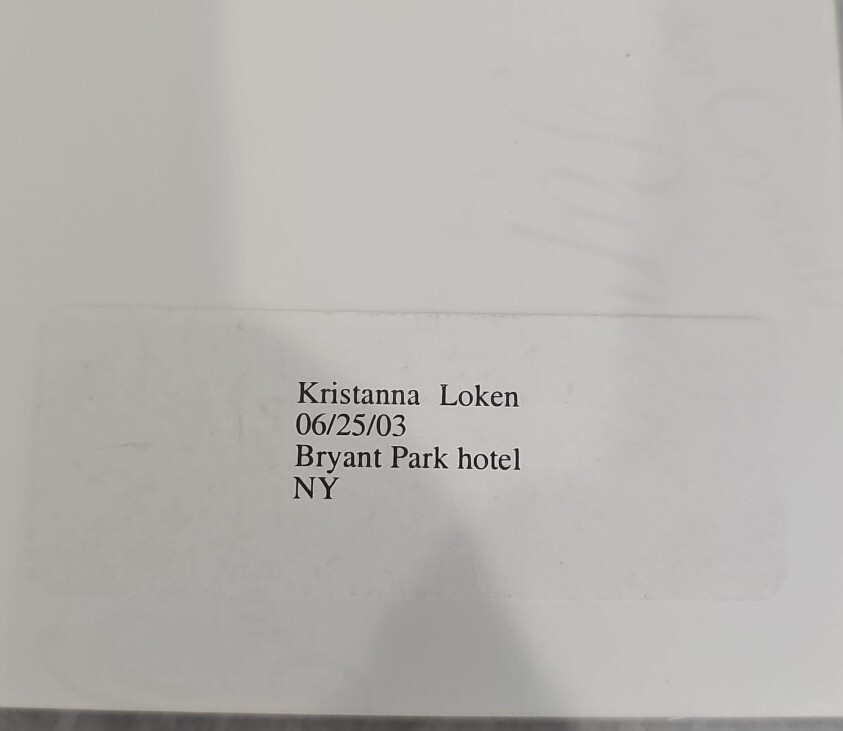 Kristanna Loken
06/25/03
Bryant Park hotel
NY